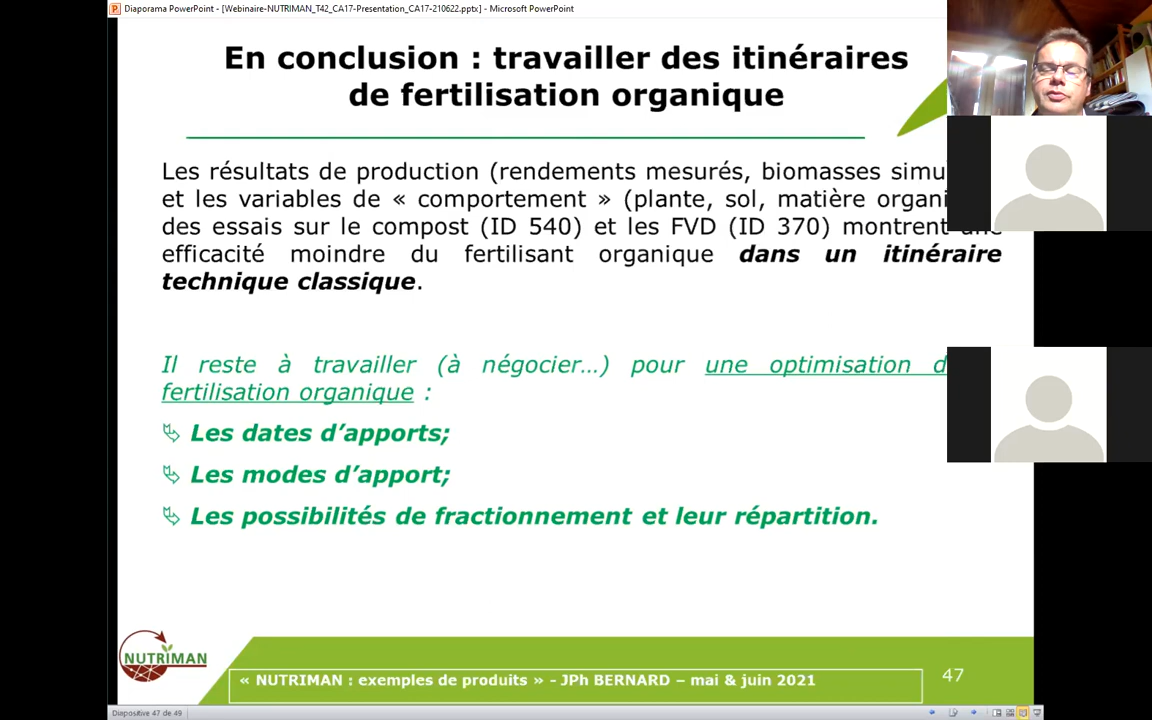 Diaporama PowerPoint - [Webinaire-NUTRIMAN_T42_CA17-Presentation_CA17-210622.pptx] - Microsoft PowerPoint
En conclusion : travailler des itinéraires
de fertilisation organique
Les résultats de production (rendements mesurés, biomasses simu
et les variables de « comportement » (plante, sol, matière organi
des essais sur le compost (ID 540) et les FVD (ID 370) montrent une
efficacité moindre du fertilisant organique dans un itinéraire
technique classique.
Il reste à travailler (à négocier…) pour une optimisation d
fertilisation organique :
Les dates d’apports;
Les modes d’apport;
Les possibilités de fractionnement et leur répartition.
NUTRIMAN
« NUTRIMAN : exemples de produits » - JPh BERNARD – mai & juin 2021
47
Diapositive 47 de 49